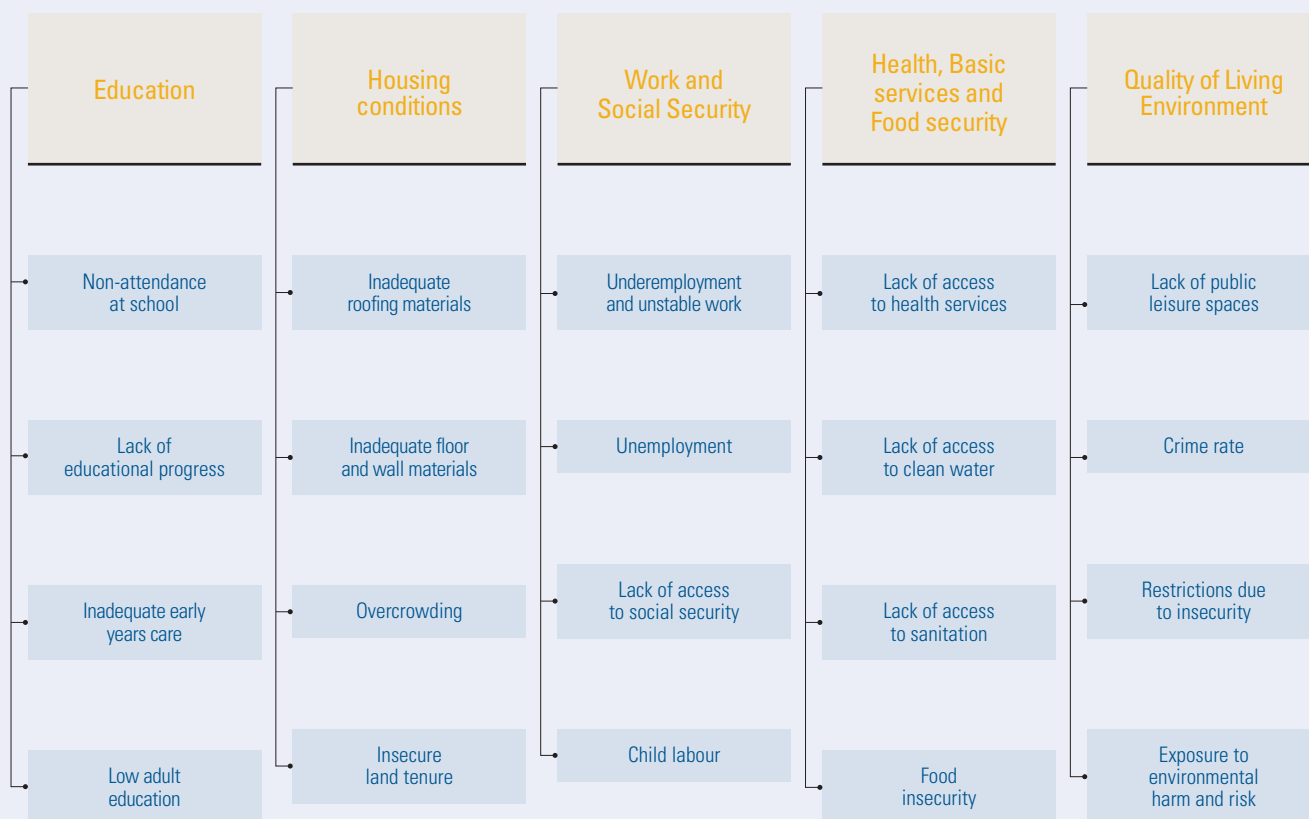 Education
Non-attendance
at school
Lack of
educational progress
Inadequate early
years care
Low adult
education
Housing
conditions
Inadequate
roofing materials
Inadequate floor
and wall materials
Overcrowding
Insecure
land tenure
Work and
Social Security
Underemployment
and unstable work
Unemployment
Lack of access
to social security
Child labour
Health, Basic
services and
Food security
Lack of access
to health services
Lack of access
to clean water
Lack of access
to sanitation
Food
insecurity
Quality of Living
Environment
Lack of public
leisure spaces
Crime rate
Restrictions due
to insecurity
Exposure to
environmental
harm and risk